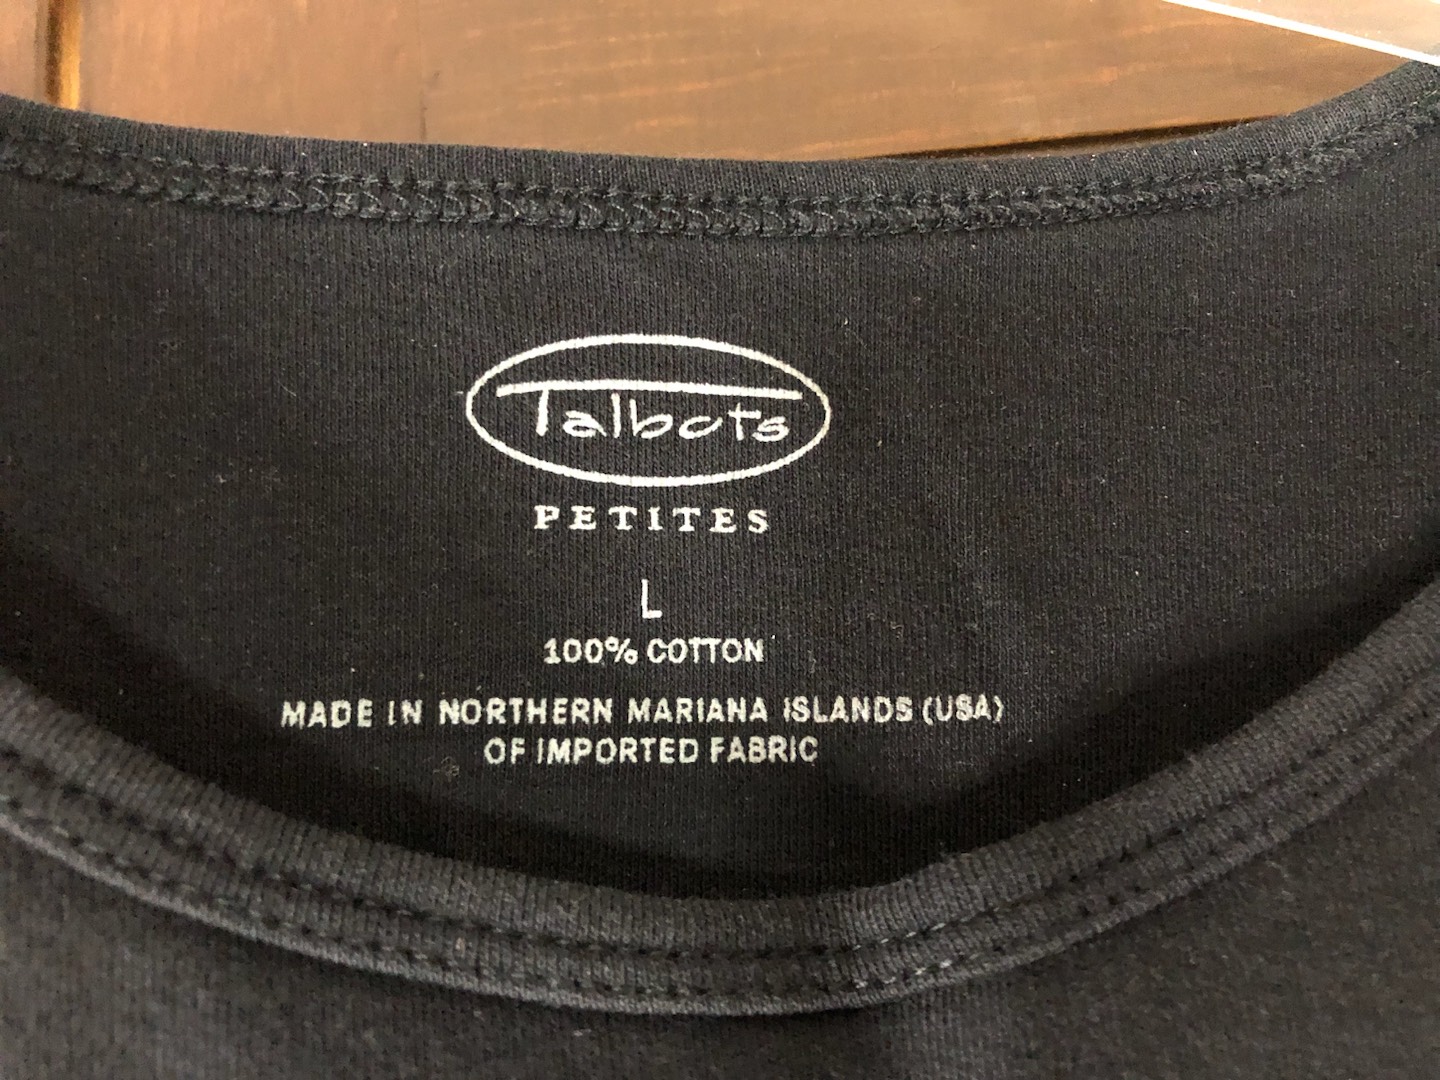 Talbots
PETITES
L
100% COTTON
MADE IN NORTHERN MARIANA ISLANDS (USA)
OF IMPORTED FABRIC